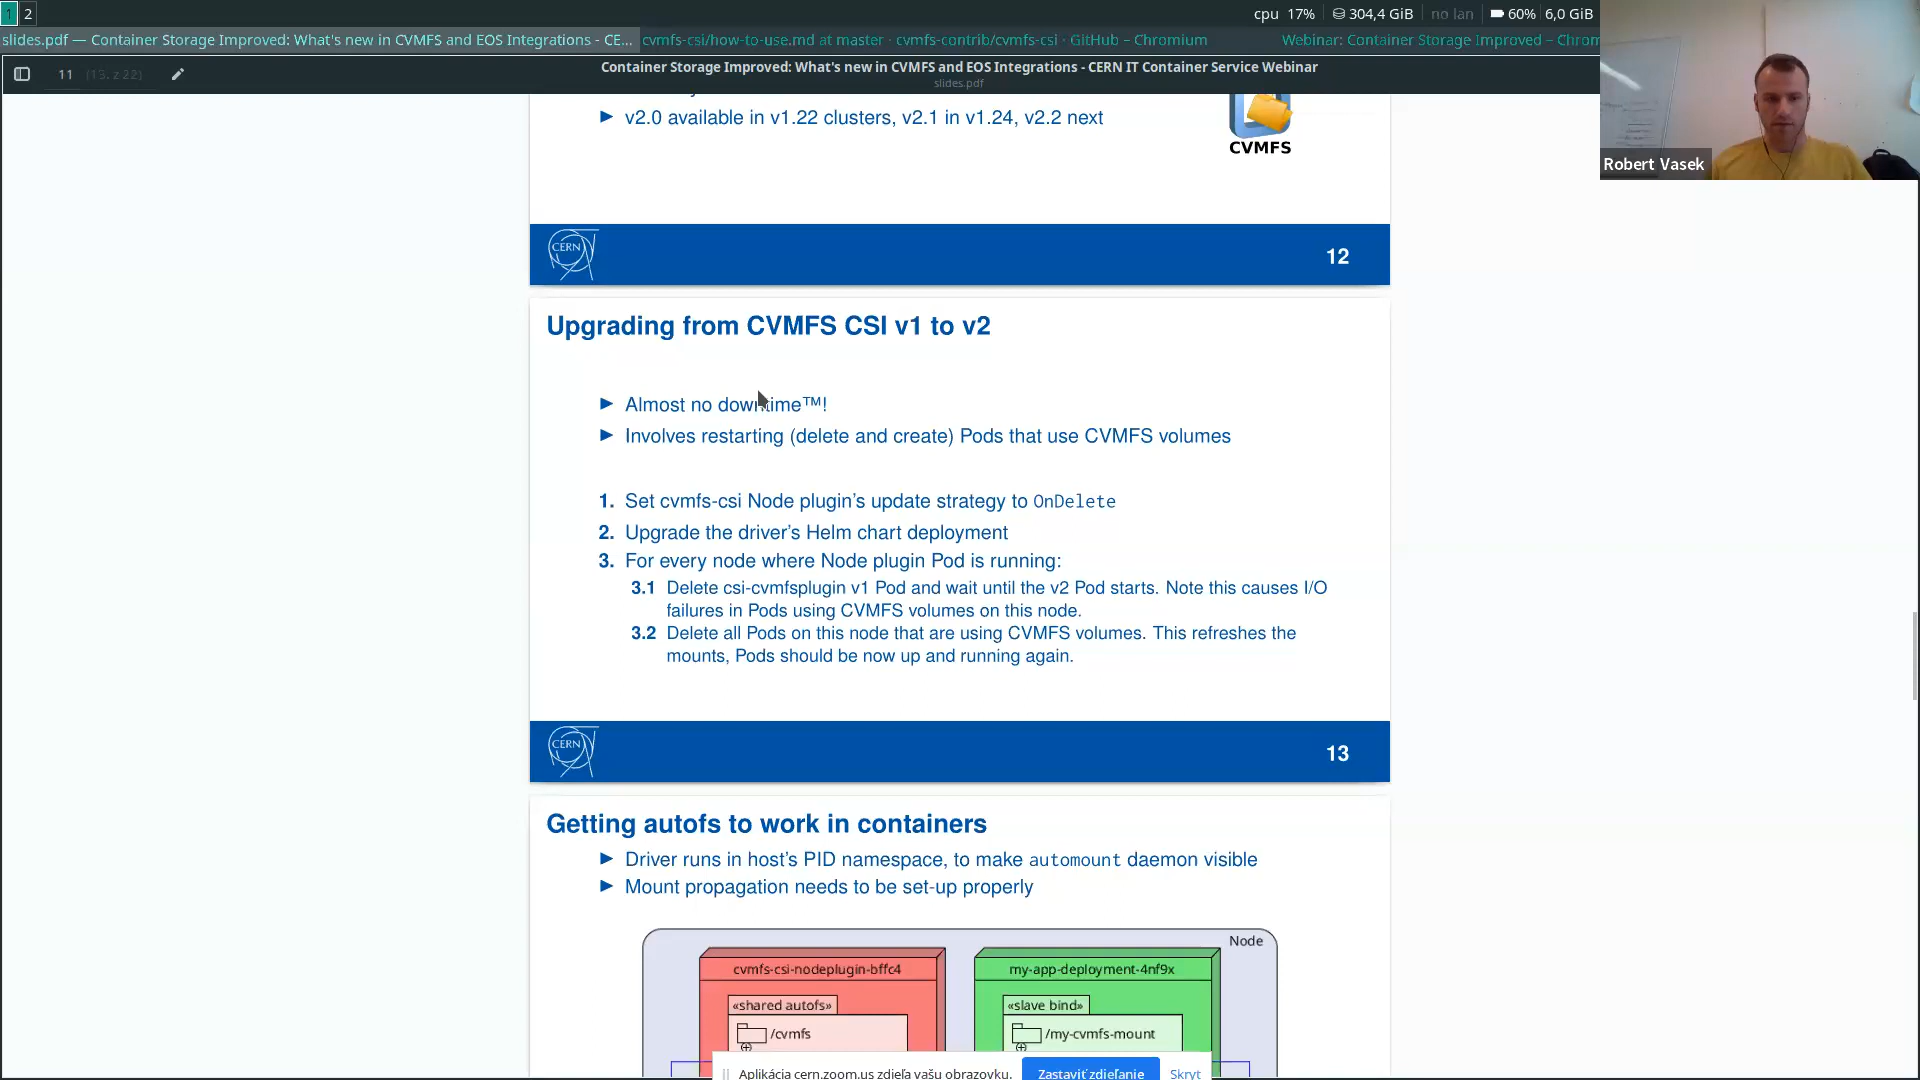 1 2
cpu 17% 304,4 GiB no lan 60% 6,0 GiB
slides.pdf — Container Storage Improved: What's new in CVMFS and EOS Integrations - CE...
cvmfs-csi/how-to-use.md at master · cvmfs-contrib/cvmfs-csi · GitHub – Chromium
Webinar: Container Storage Improved – Chrom
11 (13. z 22)
Container Storage Improved: What's new in CVMFS and EOS Integrations - CERN IT Container Service Webinar
slides.pdf
Robert Vasek
► v2.0 available in v1.22 clusters, v2.1 in v1.24, v2.2 next
CVMFS
CERN
12
Upgrading from CVMFS CSI v1 to v2
► Almost no downtime™!
► Involves restarting (delete and create) Pods that use CVMFS volumes
1. Set cvmfs-csi Node plugin's update strategy to OnDelete
2. Upgrade the driver's Helm chart deployment
3. For every node where Node plugin Pod is running:
3.1 Delete csi-cvmfsplugin v1 Pod and wait until the v2 Pod starts. Note this causes I/O
failures in Pods using CVMFS volumes on this node.
3.2 Delete all Pods on this node that are using CVMFS volumes. This refreshes the
mounts, Pods should be now up and running again.
CERN
13
Getting autofs to work in containers
► Driver runs in host's PID namespace, to make automount daemon visible
► Mount propagation needs to be set-up properly
Node
cvmfs-csi-nodeplugin-bffc4
my-app-deployment-4nf9x
«shared autofs»
«slave bind»
/cvmfs
/my-cvmfs-mount
Aplikácia cern.zoom.us zdieľa vašu obrazovku.
Zastaviť zdieľanie
Skryť